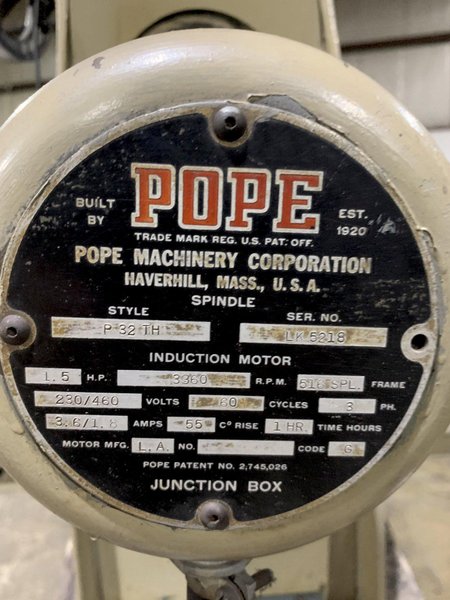 POPE
BUILT BY
EST. 1920
TRADE MARK REG. U.S. PAT. OFF.
POPE MACHINERY CORPORATION
HAVERHILL, MASS., U.S.A.
SPINDLE
STYLE SER. NO.
P 32 TH LK 5218
INDUCTION MOTOR
1.5 H.P. 3360 R.P.M. 516 SPL. FRAME
230/460 VOLTS 60 CYCLES 3 PH.
3.6/1.8 AMPS 55 C° RISE 1 HR. TIME HOURS
MOTOR MFG. L.A. NO. CODE G
POPE PATENT NO. 2,745,026
JUNCTION BOX